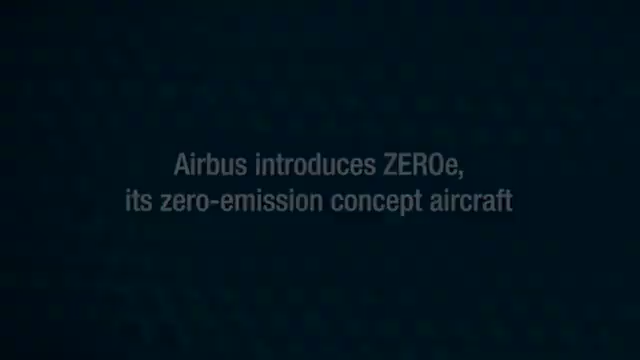 Airbus introduces ZEROe,
its zero-emission concept aircraft